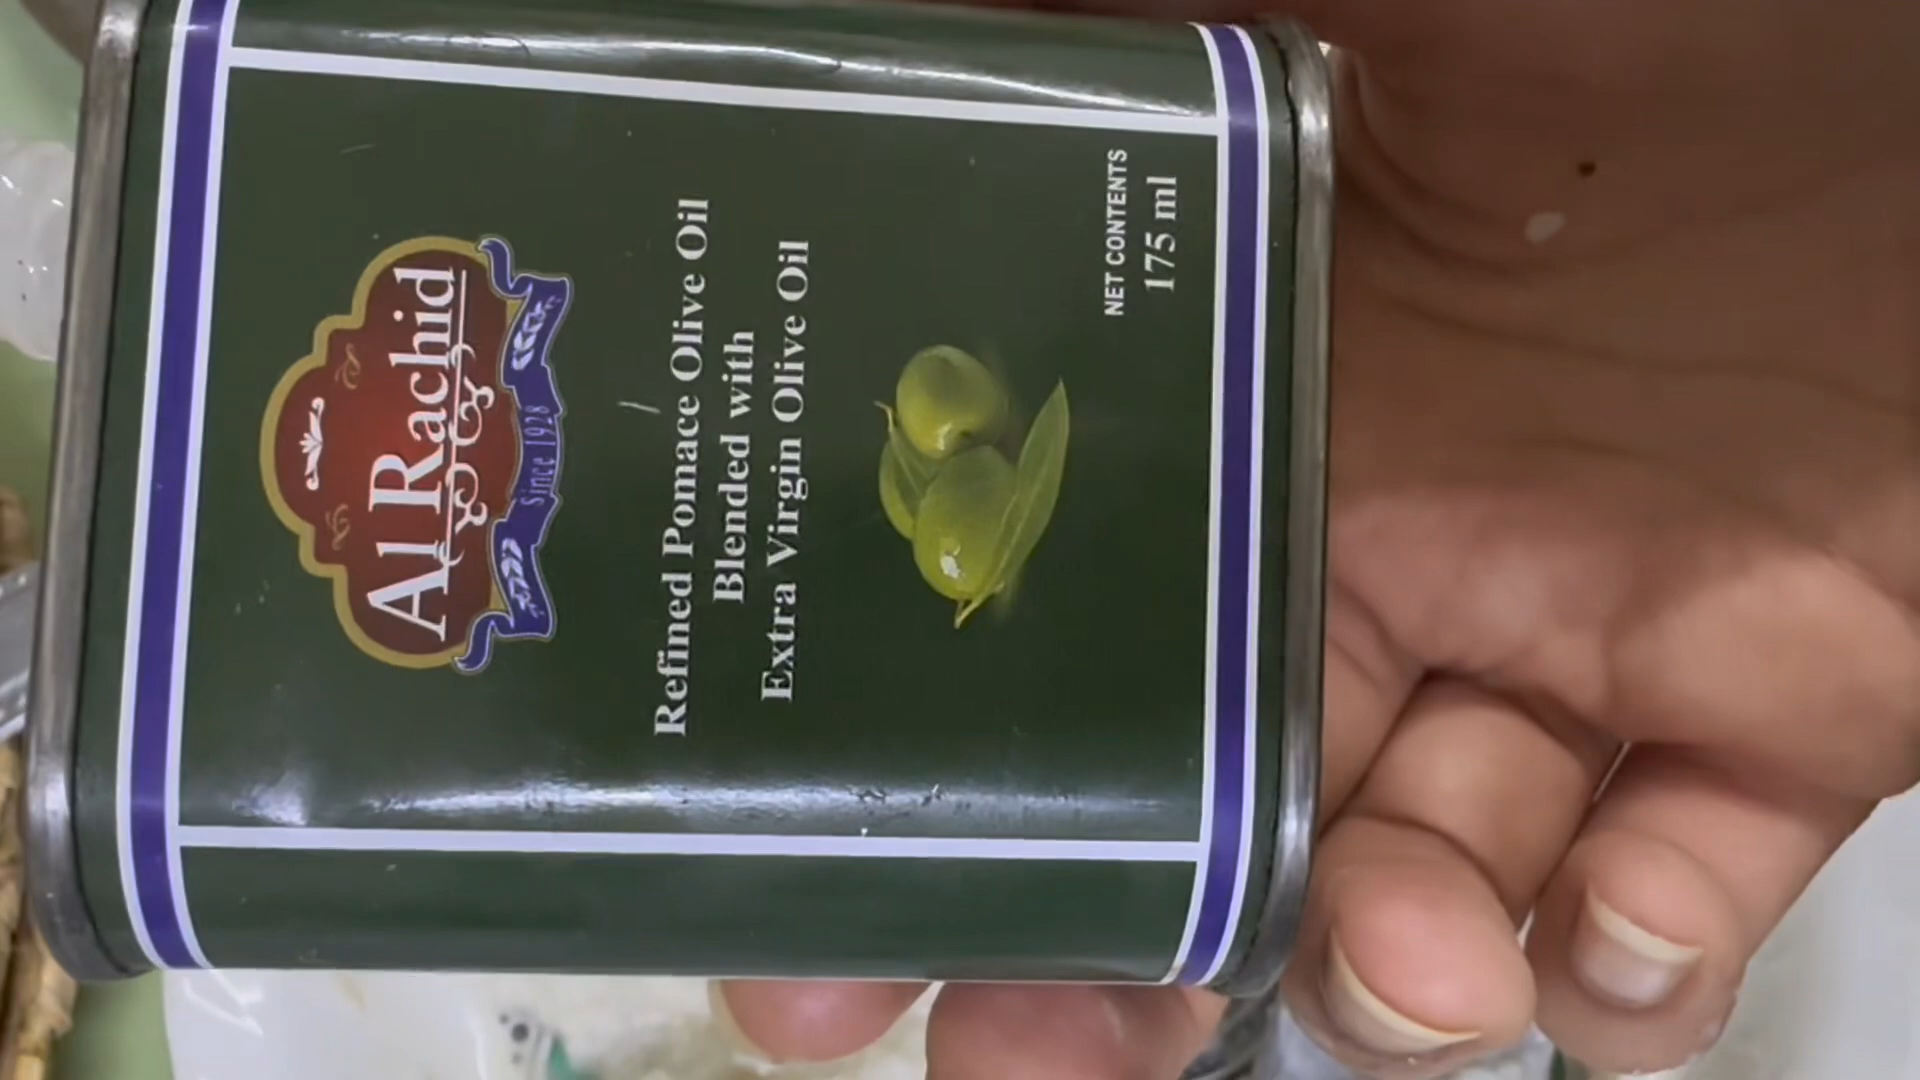 Al Rachid
Since 1928
Refined Pomace Olive Oil
Blended with
Extra Virgin Olive Oil
NET CONTENTS
175 ml